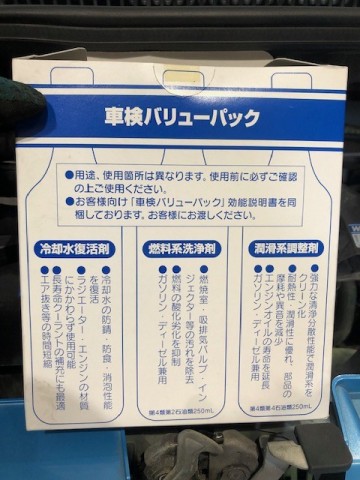 車検バリューパック
●用途、使用箇所は異なります。使用前に必ずご確認
の上ご使用ください。
●お客様向け「車検バリューパック」効能説明書を同
梱しております。お客様にお渡しください。
冷却水復活剤
●冷却水の防錆・防食・消泡性能
を復活
●ラジエーター・エンジンの材質
にかかわらず使用可能
●長寿命クーラントの補充にも最適
●エア抜き等の時間短縮
燃料系洗浄剤
●燃焼室・吸排気バルブ・イン
ジェクター等の汚れを除去
●燃料の酸化劣化を抑制
●ガソリン・ディーゼル兼用
第4類第2石油類250mL
潤滑系調整剤
●強力な清浄分散性能で潤滑系を
クリーン化
●耐熱性・潤滑性に優れ、部品の
摩耗や異音を減少
●エンジンオイルの寿命を延長
●ガソリン・ディーゼル兼用
第4類第4石油類250mL